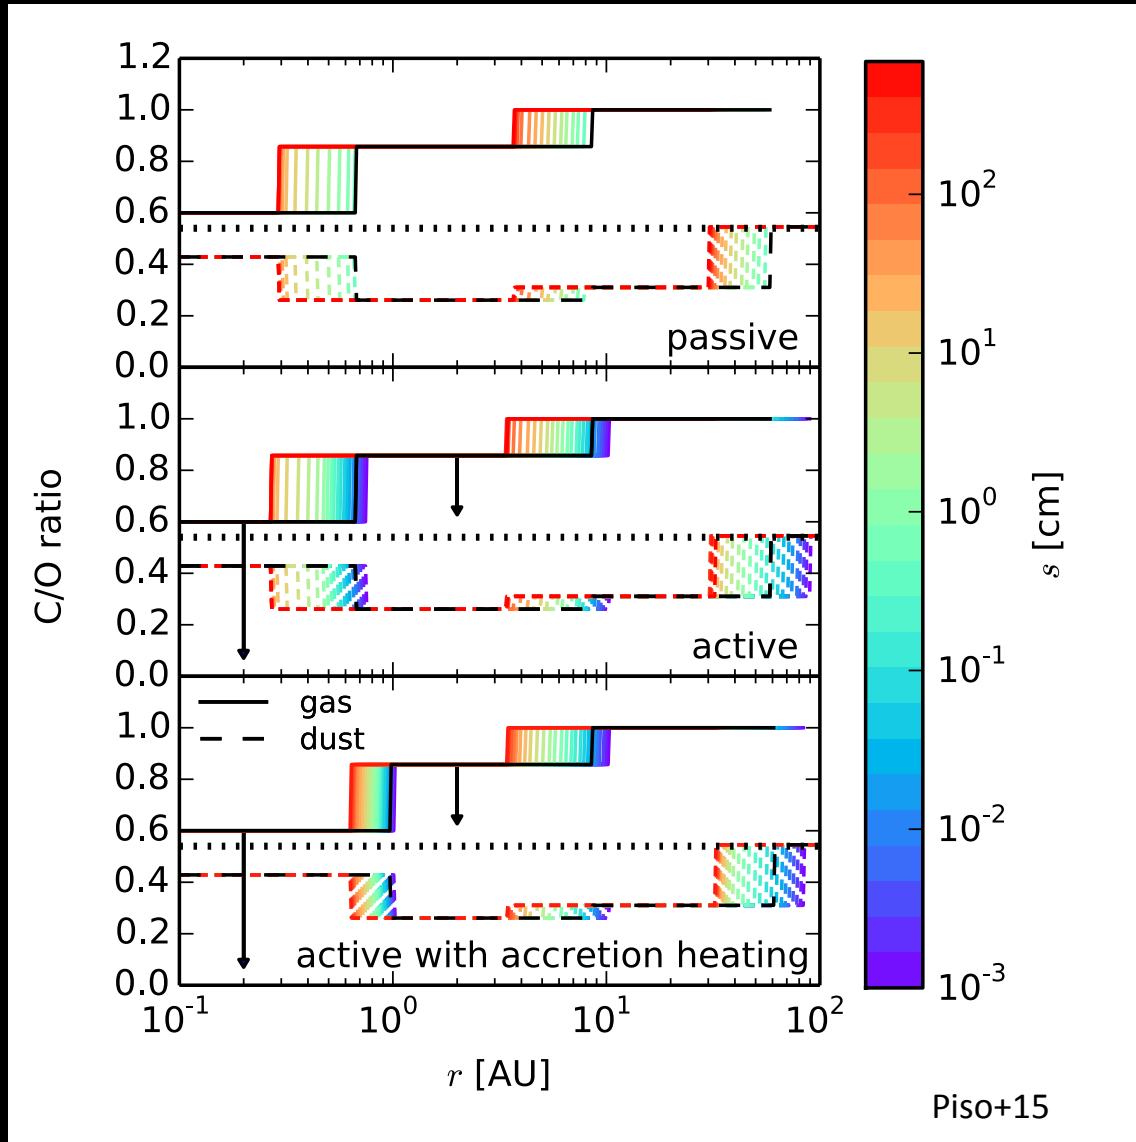 1.2
1.0
0.8
0.6
0.4
0.2
0.0
passive
1.0
0.8
0.6
0.4
0.2
0.0
active
gas
dust
1.0
0.8
0.6
0.4
0.2
0.0
active with accretion heating
10^-1 10^0 10^1 10^2
r [AU]
C/O ratio
10^2
10^1
10^0
10^-1
10^-2
10^-3
s [cm]
Piso+15